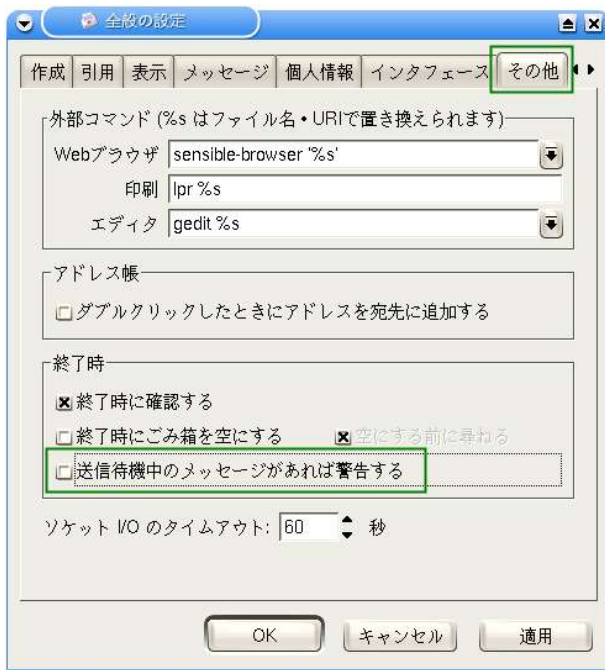 全般の設定
作成 引用 表示 メッセージ 個人情報 インタフェース その他
外部コマンド (%s はファイル名・URIで置き換えられます)
Webブラウザ sensible-browser '%s'
印刷 lpr %s
エディタ gedit %s
アドレス帳
ダブルクリックしたときにアドレスを宛先に追加する
終了時
終了時に確認する
終了時にごみ箱を空にする 空にする前に尋ねる
送信待機中のメッセージがあれば警告する
ソケット I/O のタイムアウト: 60 秒
OK キャンセル 適用